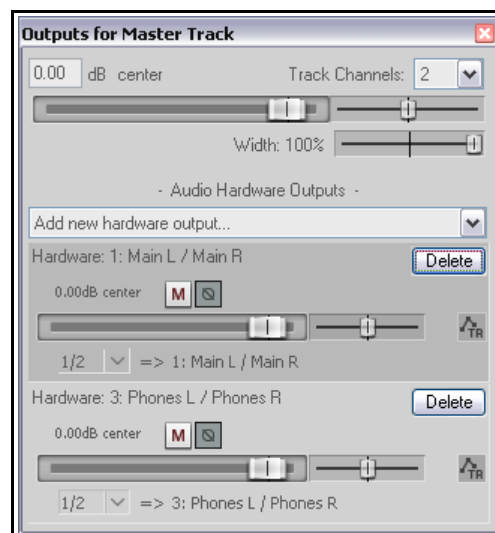 Outputs for Master Track
0.00 dB center Track Channels: 2
Width: 100%
- Audio Hardware Outputs -
Add new hardware output...
Hardware: 1: Main L / Main R Delete
0.00dB center M
TR
1/2 => 1: Main L / Main R
Hardware: 3: Phones L / Phones R Delete
0.00dB center M
TR
1/2 => 3: Phones L / Phones R